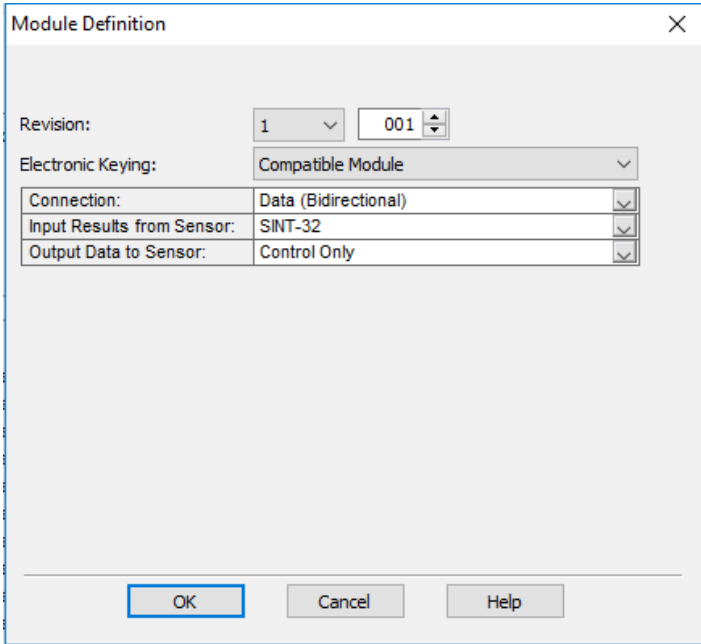 Module Definition
Revision: 1 001
Electronic Keying: Compatible Module
Connection: Data (Bidirectional)
Input Results from Sensor: SINT-32
Output Data to Sensor: Control Only
OK Cancel Help